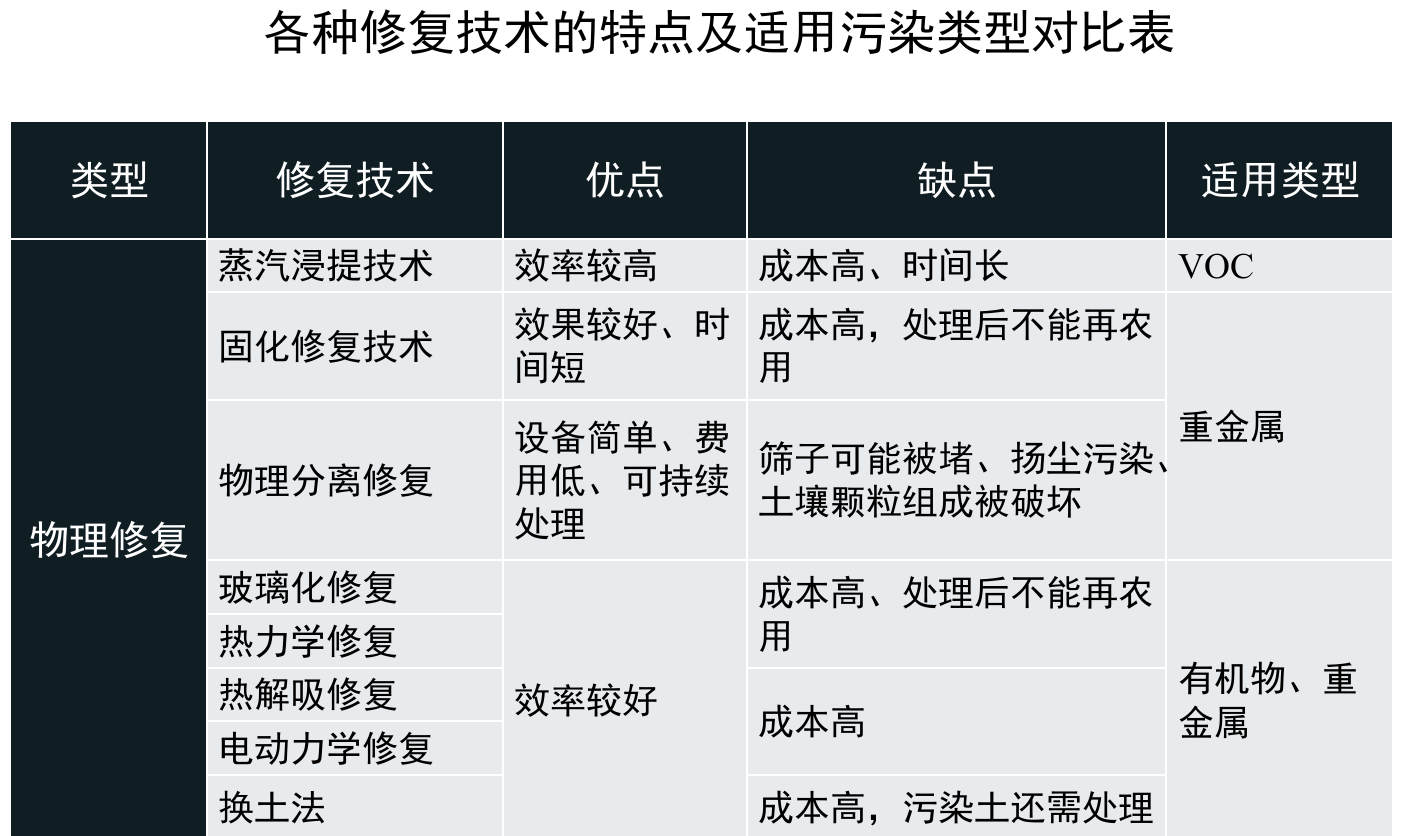 各种修复技术的特点及适用污染类型对比表
类型
修复技术
优点
缺点
适用类型
物理修复
蒸汽浸提技术
效率较高
成本高、时间长
VOC
固化修复技术
效果较好、时
间短
成本高，处理后不能再农
用
重金属
物理分离修复
设备简单、费
用低、可持续
处理
筛子可能被堵、扬尘污染、
土壤颗粒组成被破坏
玻璃化修复
热力学修复
热解吸修复
电动力学修复
换土法
效率较好
成本高、处理后不能再农
用
成本高
成本高，污染土还需处理
有机物、重
金属